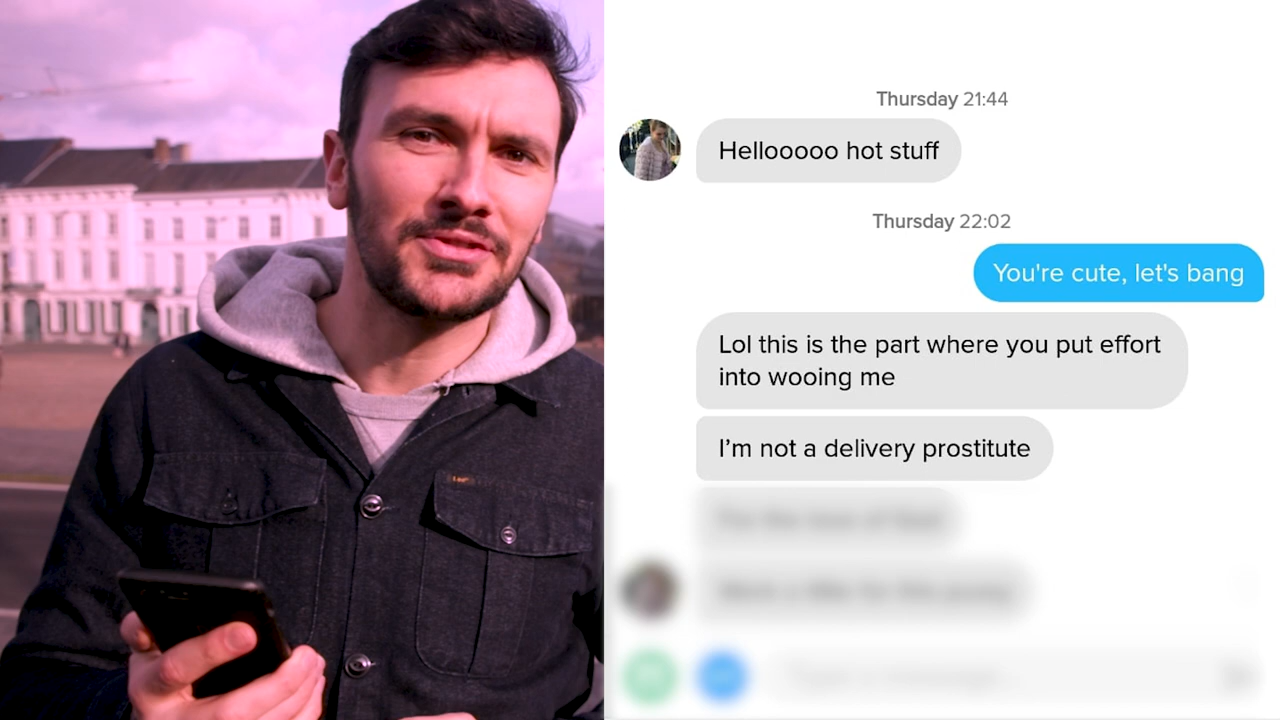 Thursday 21:44
Hellooooo hot stuff
Thursday 22:02
You're cute, let's bang
Lol this is the part where you put effort
into wooing me
I’m not a delivery prostitute